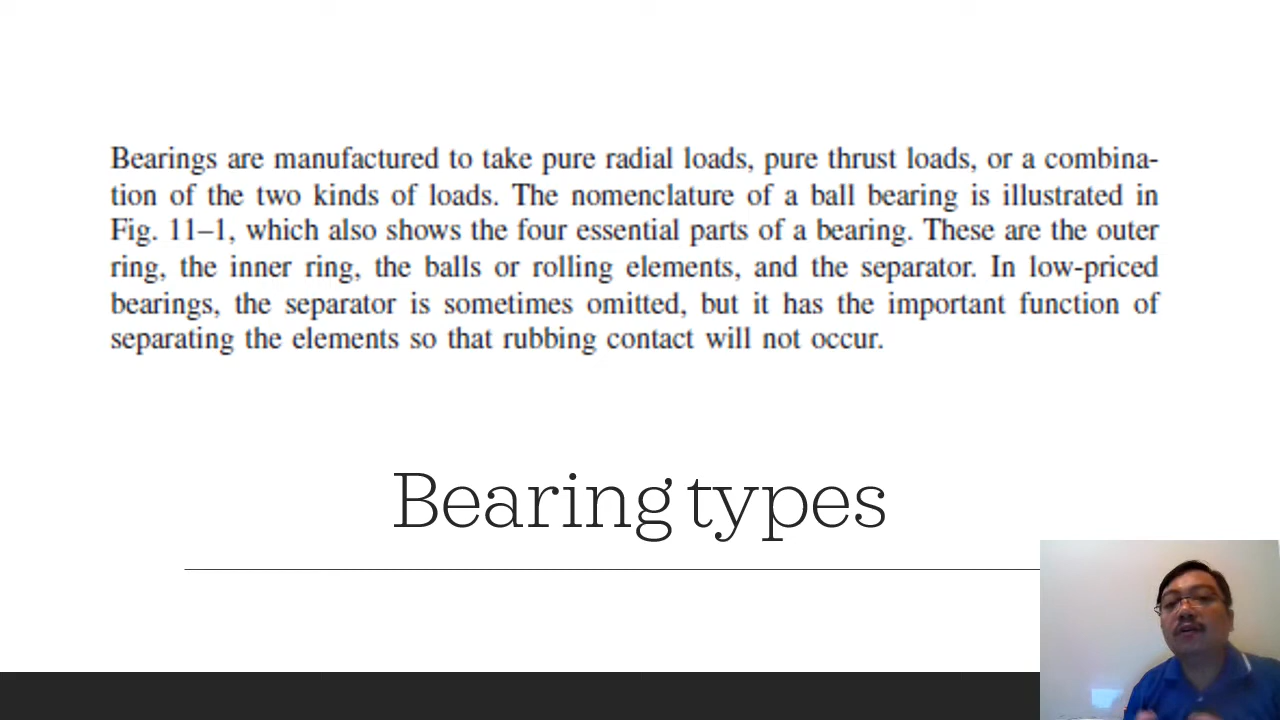 Bearings are manufactured to take pure radial loads, pure thrust loads, or a combina-
tion of the two kinds of loads. The nomenclature of a ball bearing is illustrated in
Fig. 11–1, which also shows the four essential parts of a bearing. These are the outer
ring, the inner ring, the balls or rolling elements, and the separator. In low-priced
bearings, the separator is sometimes omitted, but it has the important function of
separating the elements so that rubbing contact will not occur.
Bearing types